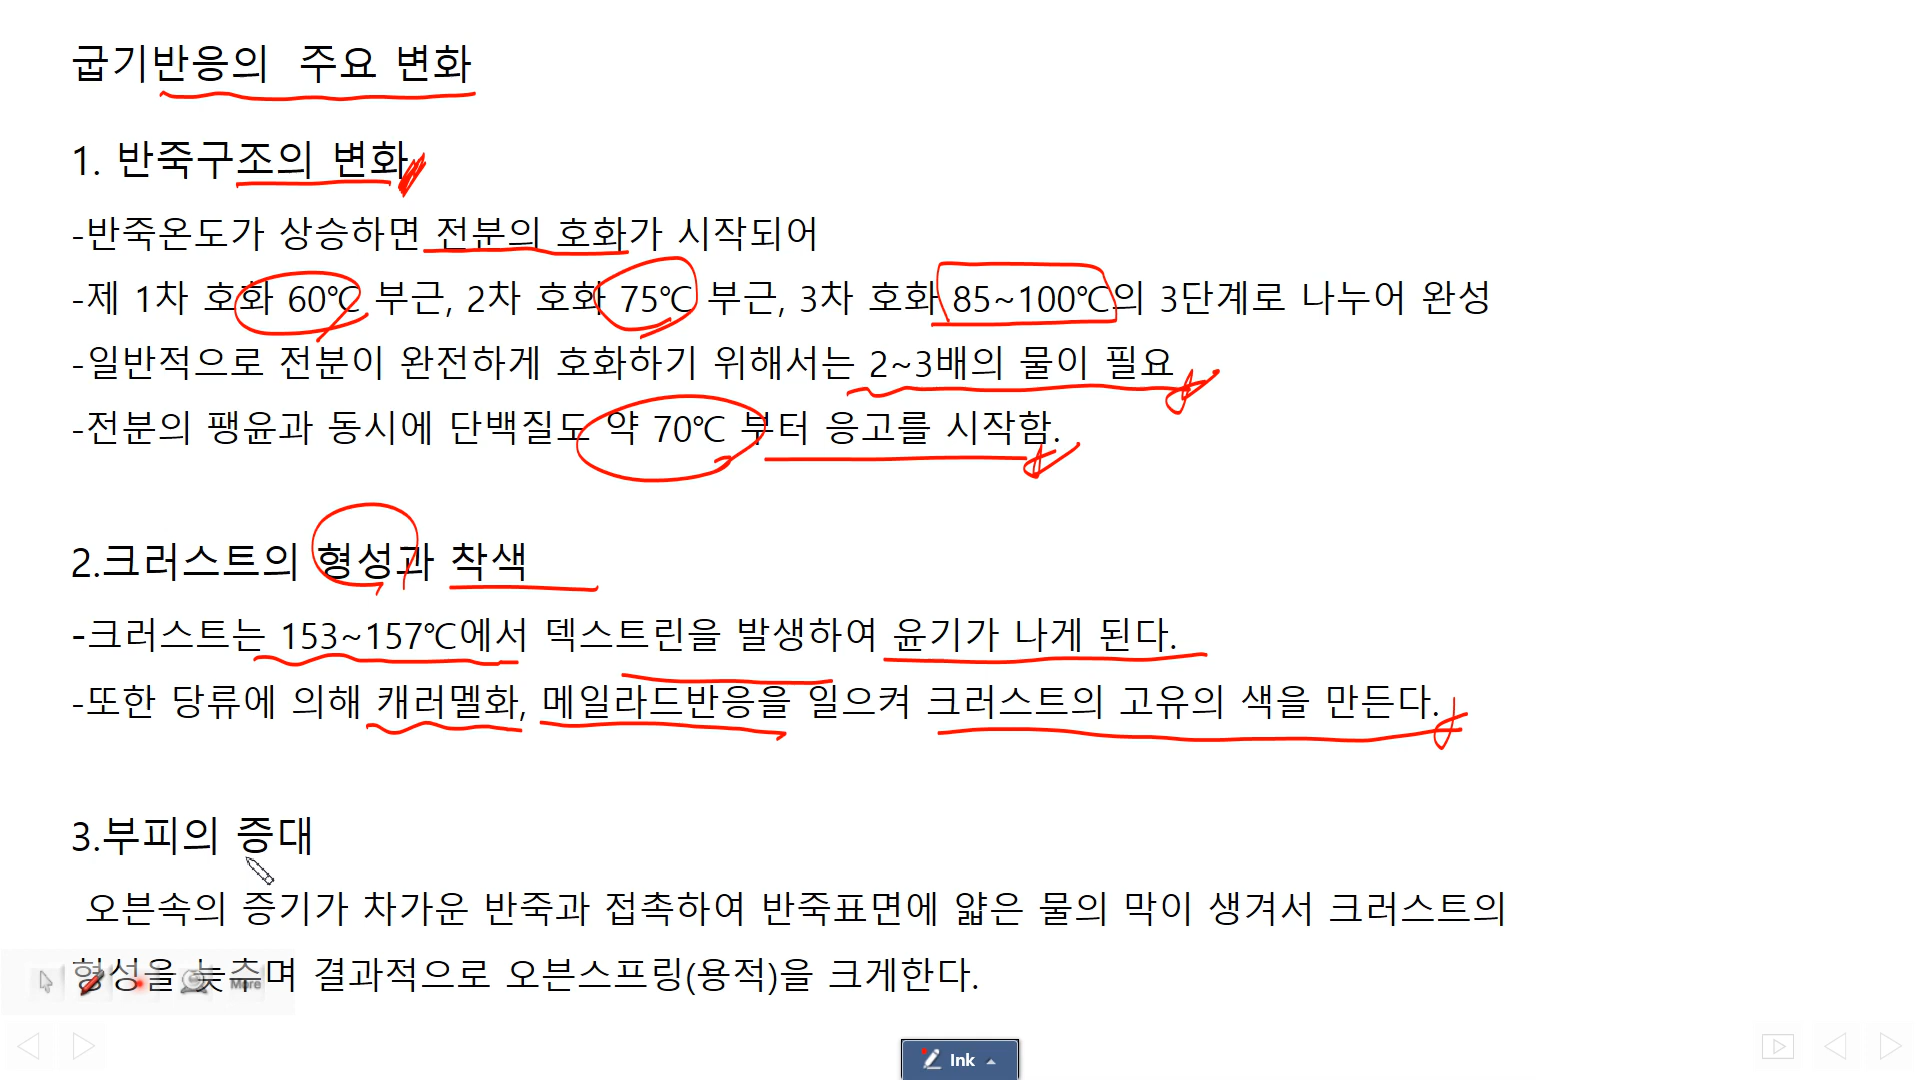 굽기반응의 주요 변화
1. 반죽구조의 변화
-반죽온도가 상승하면 전분의 호화가 시작되어
-제 1차 호화 60℃ 부근, 2차 호화 75℃ 부근, 3차 호화 85~100℃의 3단계로 나누어 완성
-일반적으로 전분이 완전하게 호화하기 위해서는 2~3배의 물이 필요
-전분의 팽윤과 동시에 단백질도 약 70℃ 부터 응고를 시작함.
2.크러스트의 형성과 착색
-크러스트는 153~157℃에서 덱스트린을 발생하여 윤기가 나게 된다.
-또한 당류에 의해 캐러멜화, 메일라드반응을 일으켜 크러스트의 고유의 색을 만든다.
3.부피의 증대
오븐속의 증기가 차가운 반죽과 접촉하여 반죽표면에 얇은 물의 막이 생겨서 크러스트의
형성을 늦추며 결과적으로 오븐스프링(용적)을 크게한다.
More
Ink